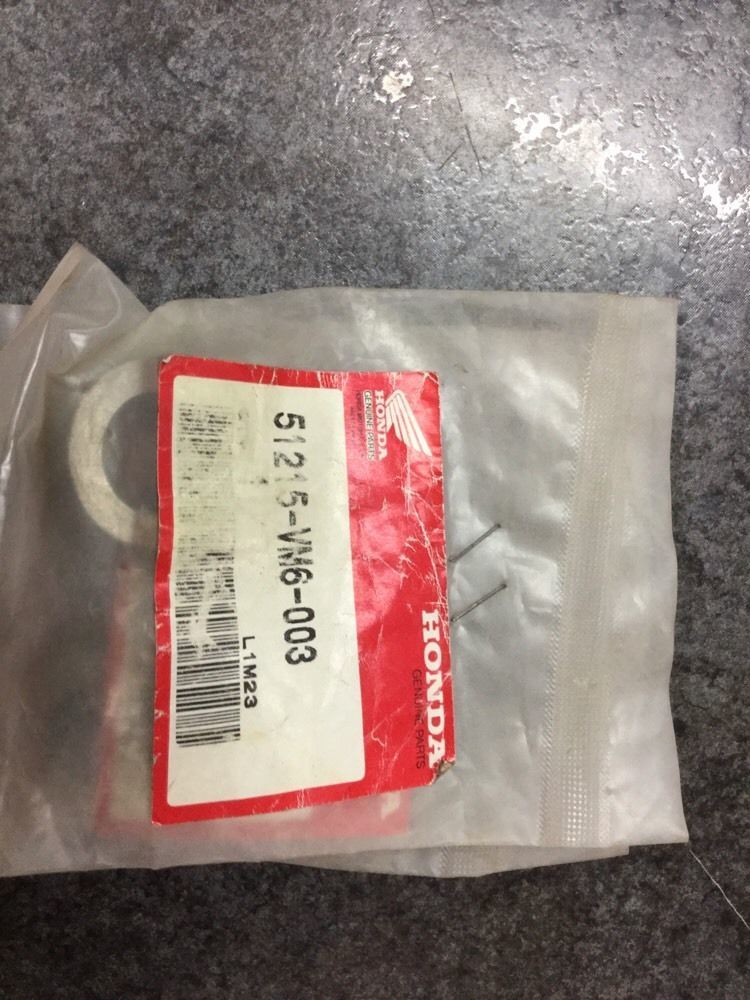 HONDA
GENUINE PARTS
51215-VM6-003
L1M23
HONDA
GENUINE PARTS